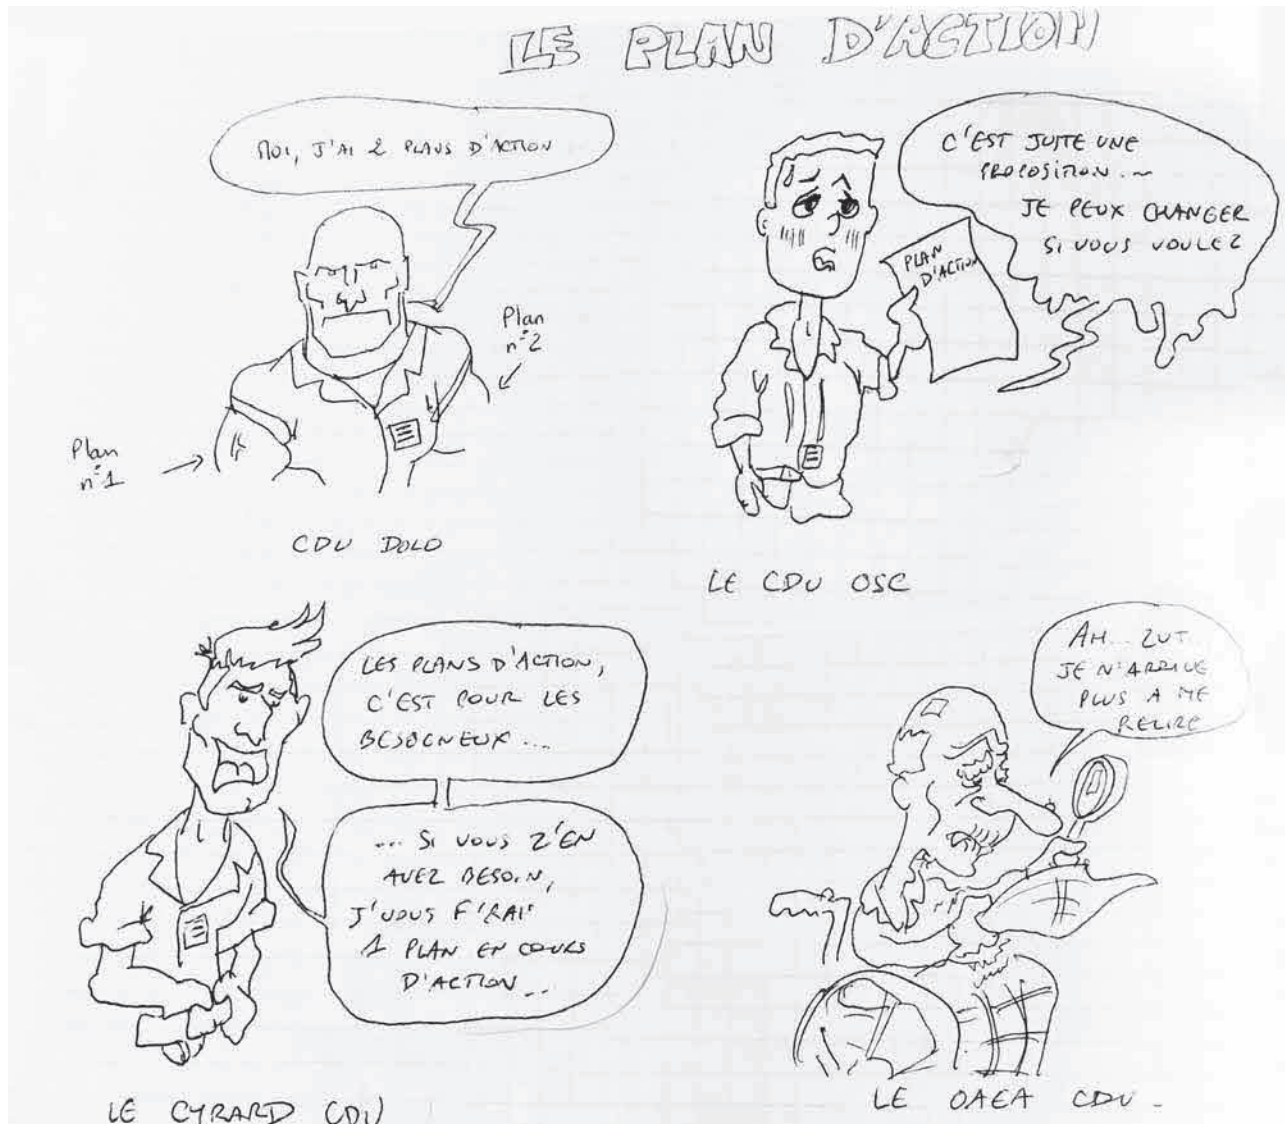 LE PLAN D'ACTION
MOI, J'AI 2 PLANS D'ACTION
Plan
n°2
Plan
n°1
CDU DOLO
C'EST JUSTE UNE
PROPOSITION...
JE PEUX CHANGER
SI VOUS VOULEZ
PLAN
D'ACTION
LE CDU OSC
LES PLANS D'ACTION,
C'EST POUR LES
BESOGNEUX...
... SI VOUS Z'EN
AVEZ BESOIN,
J'VOUS F'RAI
1 PLAN EN COURS
D'ACTION...
LE CYRARD CDU
AH... ZUT...
JE N'ARRIVE
PLUS A ME
RELIRE
LE OAEA CDU.